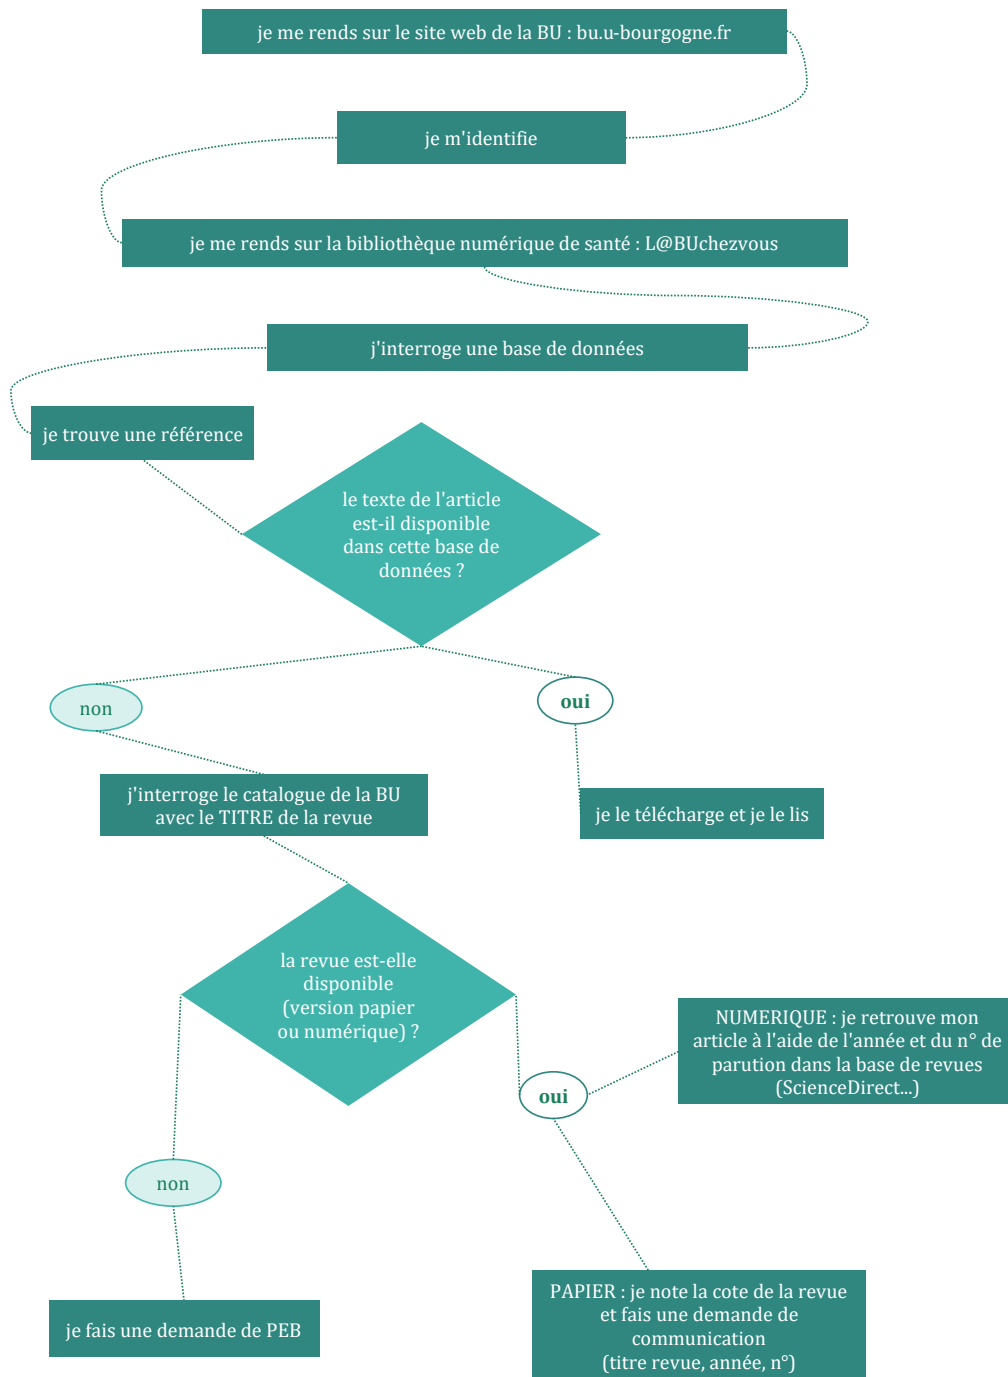 je me rends sur le site web de la BU : bu.u-bourgogne.fr
je m'identifie
je me rends sur la bibliothèque numérique de santé : L@BUchezvous
j'interroge une base de données
je trouve une référence
le texte de l'article
est-il disponible
dans cette base de
données ?
non
oui
j'interroge le catalogue de la BU
avec le TITRE de la revue
je le télécharge et je le lis
la revue est-elle
disponible
(version papier
ou numérique) ?
NUMERIQUE : je retrouve mon
article à l'aide de l'année et du n° de
parution dans la base de revues
(ScienceDirect...)
oui
non
PAPIER : je note la cote de la revue
et fais une demande de
communication
(titre revue, année, n°)
je fais une demande de PEB